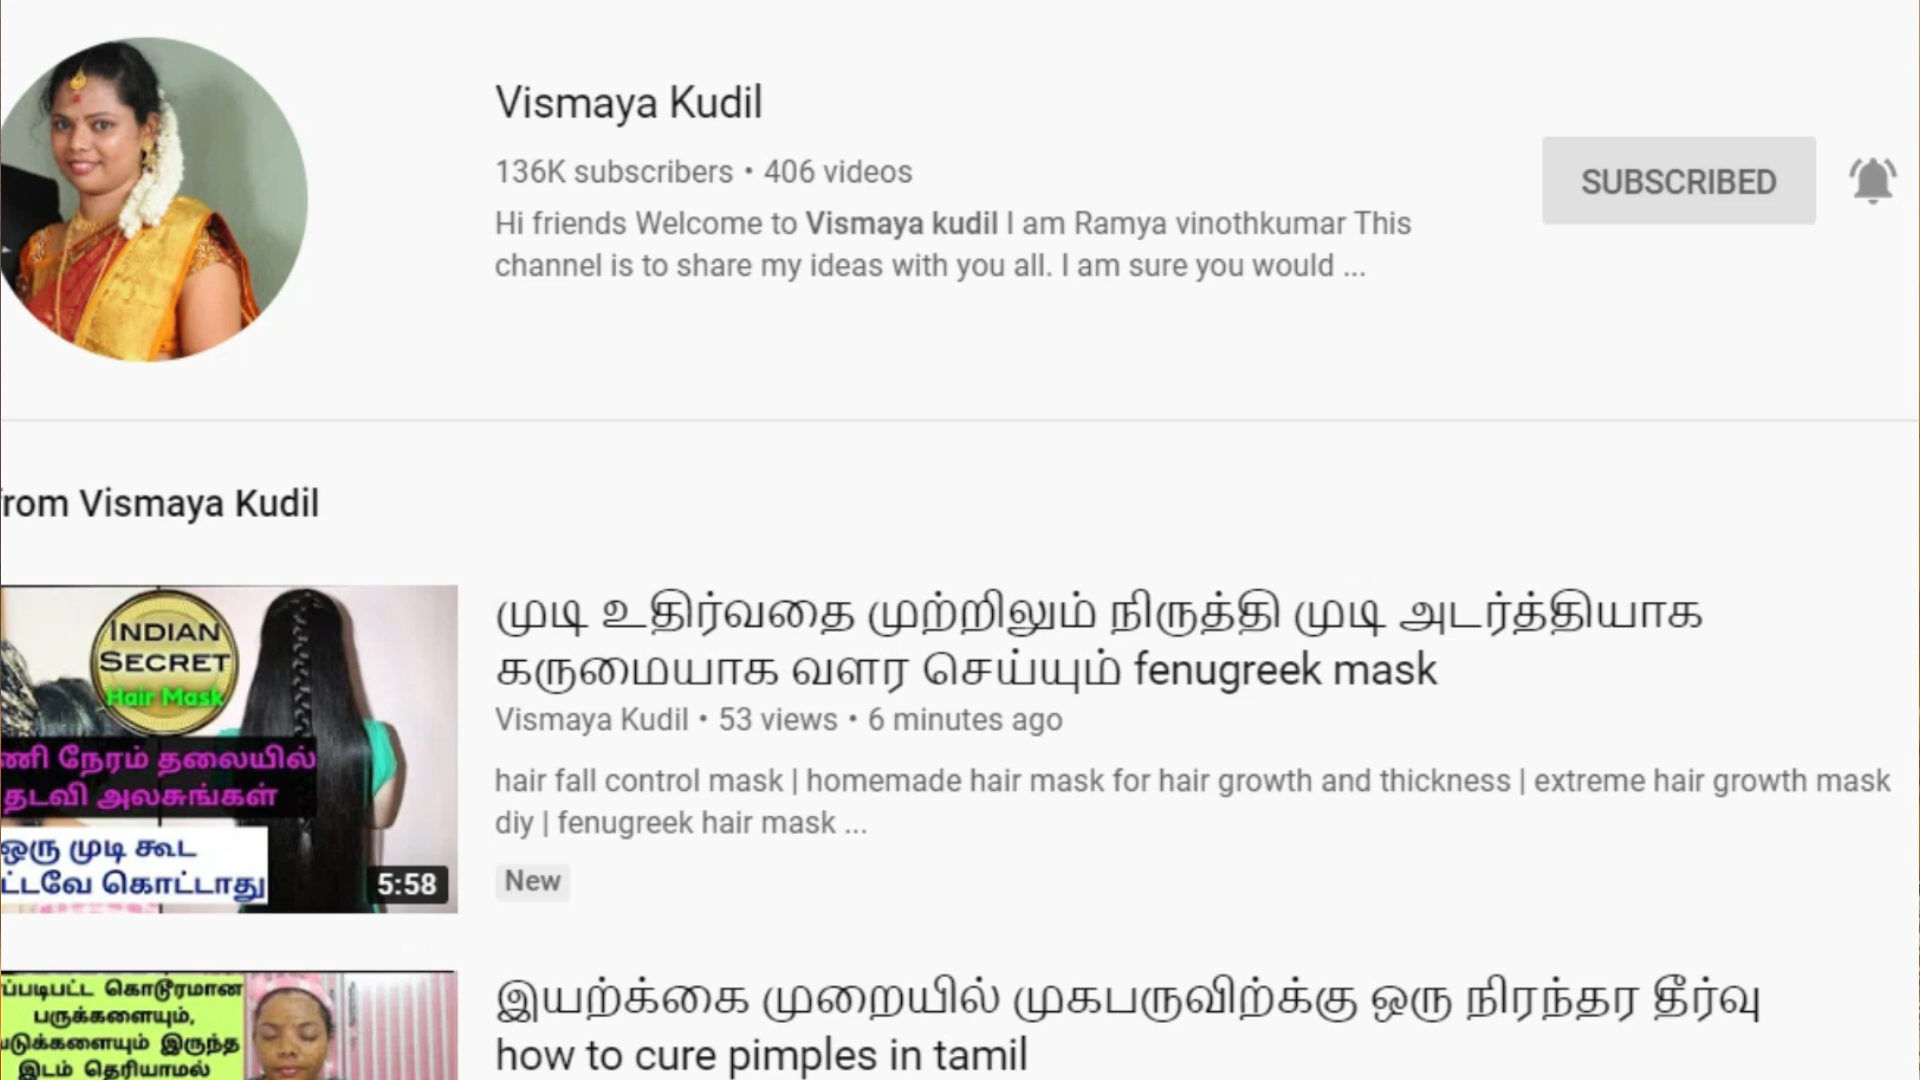 Vismaya Kudil
136K subscribers • 406 videos
Hi friends Welcome to Vismaya kudil I am Ramya vinothkumar This
channel is to share my ideas with you all. I am sure you would ...
SUBSCRIBED
from Vismaya Kudil
INDIAN
SECRET
Hair Mask
ணி நேரம் தலையில்
தடவி அலசுங்கள்
ஒரு முடி கூட
ட்டவே கொட்டாது
5:58
முடி உதிர்வதை முற்றிலும் நிருத்தி முடி அடர்த்தியாக
கருமையாக வளர செய்யும் fenugreek mask
Vismaya Kudil • 53 views • 6 minutes ago
hair fall control mask | homemade hair mask for hair growth and thickness | extreme hair growth mask
diy | fenugreek hair mask ...
New
ப்படிபட்ட கொடூரமான
பருக்களையும்,
இருந்த
இடம் தெரியாமல்
இயற்க்கை முறையில் முகபருவிற்க்கு ஒரு நிரந்தர தீர்வு
how to cure pimples in tamil